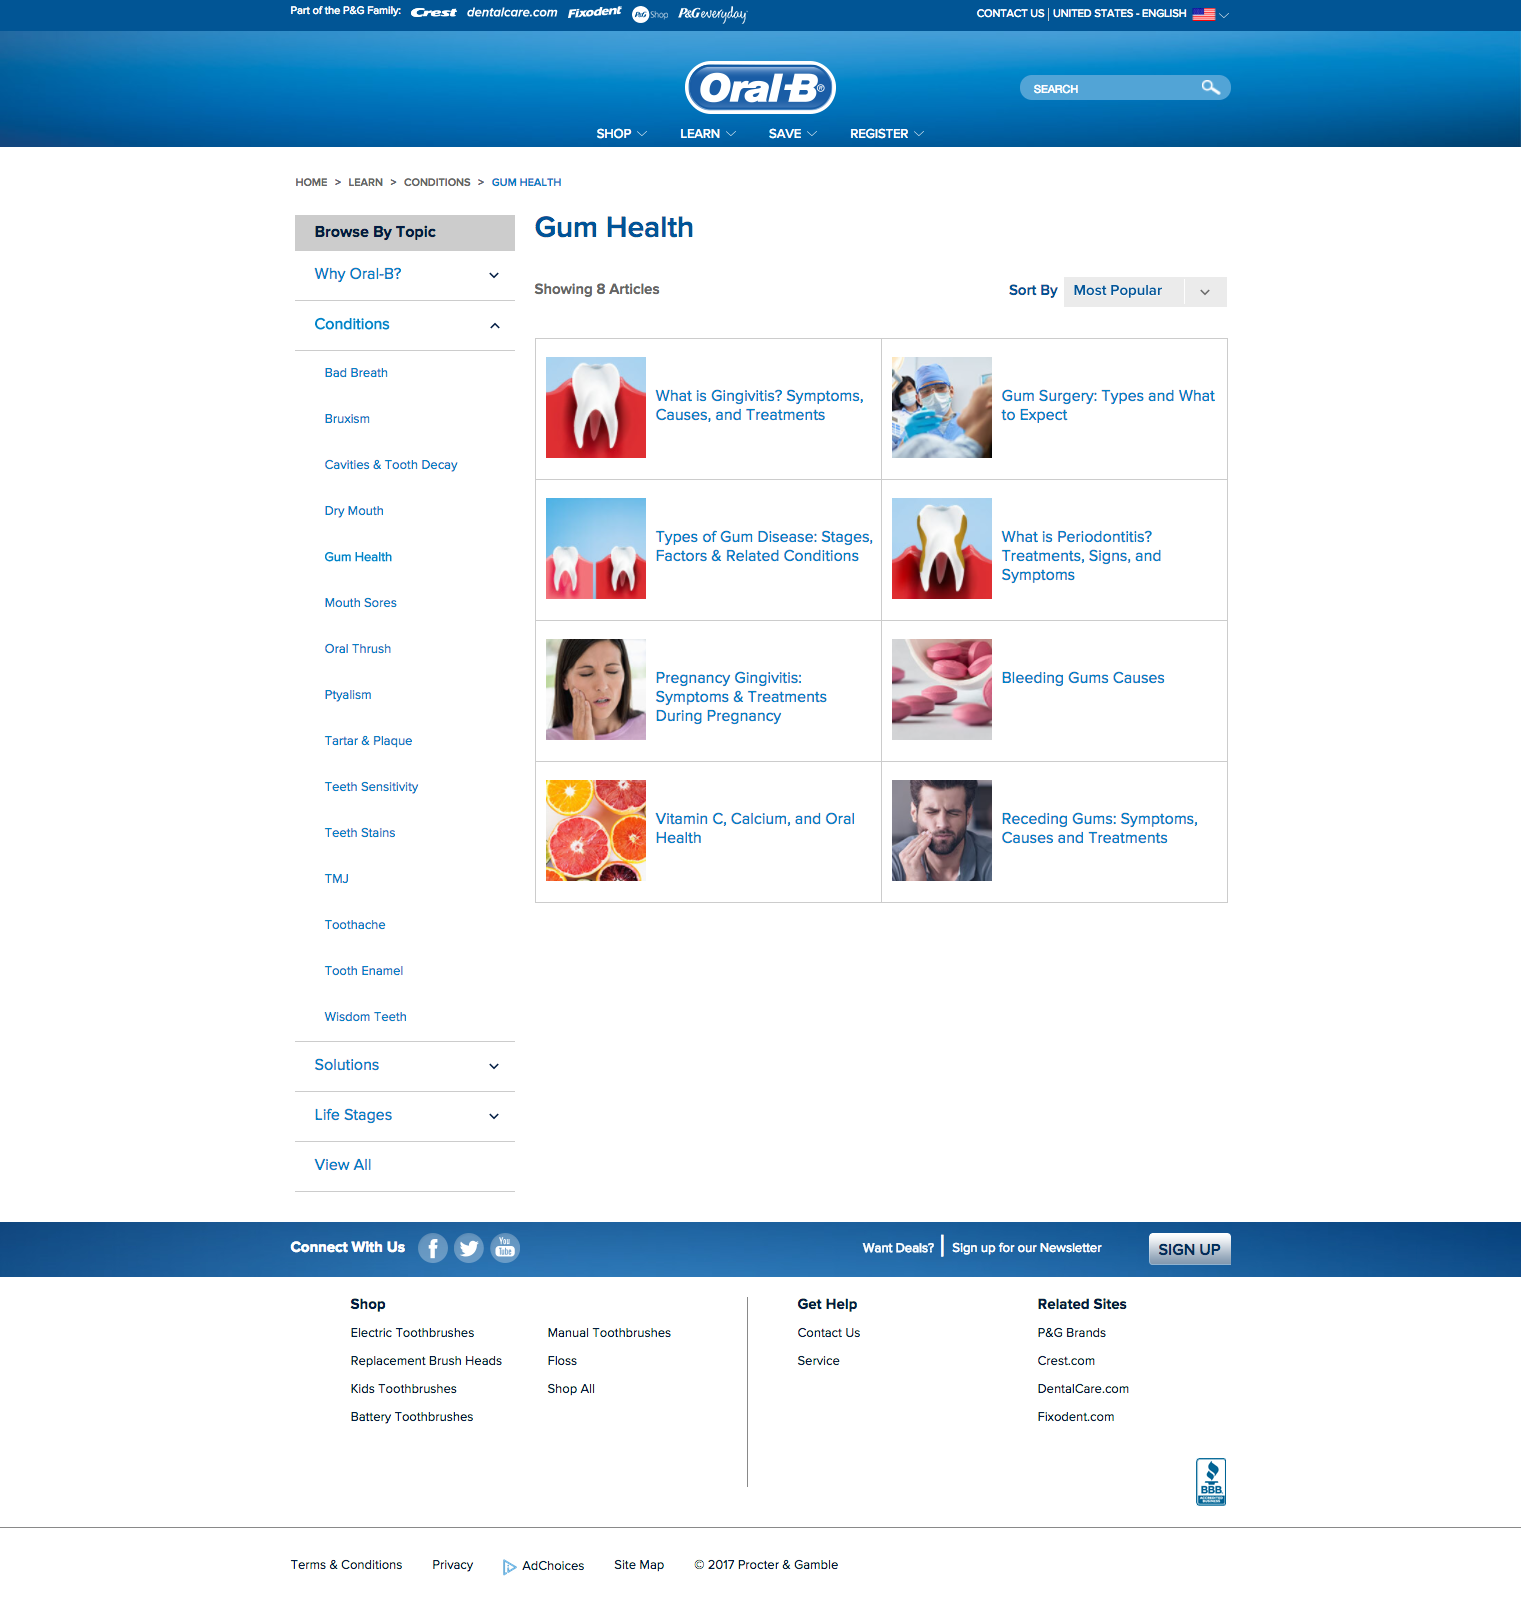 Part of the P&G Family: Crest dentalcare.com Fixodent P&G Shop P&G everyday
CONTACT US | UNITED STATES - ENGLISH
Oral-B®
SEARCH
SHOP LEARN SAVE REGISTER
HOME > LEARN > CONDITIONS > GUM HEALTH
Browse By Topic
Why Oral-B?
Conditions
Bad Breath
Bruxism
Cavities & Tooth Decay
Dry Mouth
Gum Health
Mouth Sores
Oral Thrush
Ptyalism
Tartar & Plaque
Teeth Sensitivity
Teeth Stains
TMJ
Toothache
Tooth Enamel
Wisdom Teeth
Solutions
Life Stages
View All
Gum Health
Showing 8 Articles
Sort By Most Popular
What is Gingivitis? Symptoms,
Causes, and Treatments
Gum Surgery: Types and What
to Expect
Types of Gum Disease: Stages,
Factors & Related Conditions
What is Periodontitis?
Treatments, Signs, and
Symptoms
Pregnancy Gingivitis:
Symptoms & Treatments
During Pregnancy
Bleeding Gums Causes
Vitamin C, Calcium, and Oral
Health
Receding Gums: Symptoms,
Causes and Treatments
Connect With Us
You
Tube
Want Deals? | Sign up for our Newsletter
SIGN UP
Shop
Electric Toothbrushes
Replacement Brush Heads
Kids Toothbrushes
Battery Toothbrushes
Manual Toothbrushes
Floss
Shop All
Get Help
Contact Us
Service
Related Sites
P&G Brands
Crest.com
DentalCare.com
Fixodent.com
BBB.
ACCREDITED
BUSINESS
Terms & Conditions Privacy AdChoices Site Map © 2017 Procter & Gamble